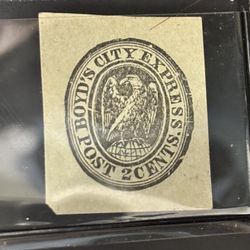 BOYD'S CITY EXPRESS
POST 2 CENTS.